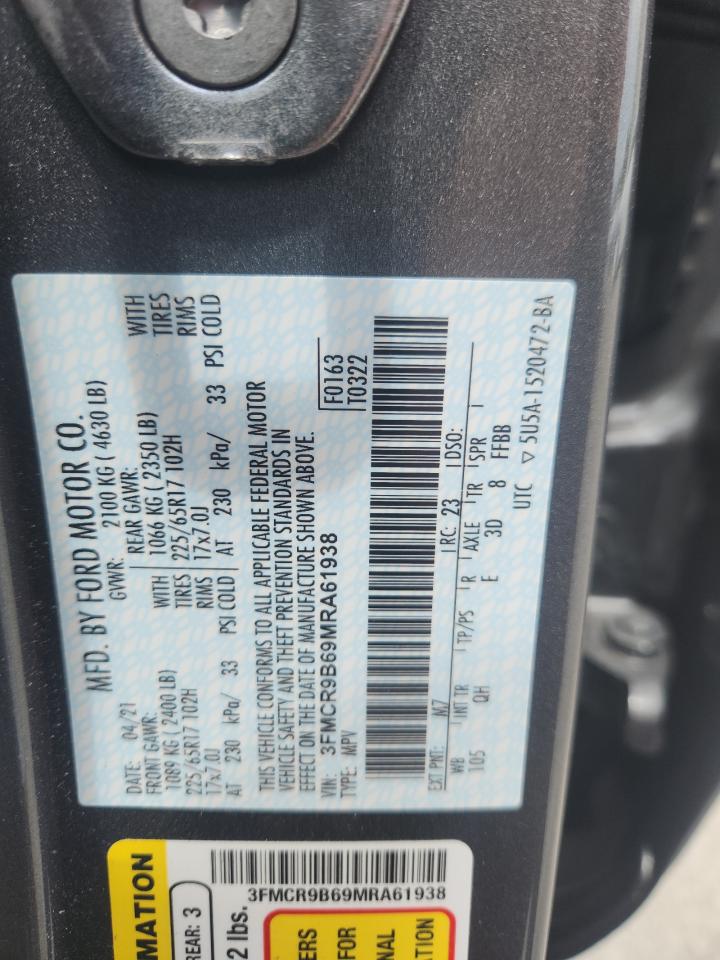 MFD. BY FORD MOTOR CO.
DATE: 04/21 GVWR: 2100 KG ( 4630 LB)
FRONT GAWR: REAR GAWR: WITH
1089 KG ( 2400 LB) WITH 1066 KG ( 2350 LB) TIRES
225/65R17 102H TIRES 225/65R17 102H RIMS
17x7.0J RIMS 17x7.0J
AT 230 kPa/ 33 PSI COLD AT 230 kPa/ 33 PSI COLD
THIS VEHICLE CONFORMS TO ALL APPLICABLE FEDERAL MOTOR
VEHICLE SAFETY AND THEFT PREVENTION STANDARDS IN
EFFECT ON THE DATE OF MANUFACTURE SHOWN ABOVE.
VIN: 3FMCR9B69MRA61938 F0163
TYPE: MPV T0322
EXT PNT: M7 RC: 23 DSO:
WB INT TR TP/PS R AXLE TR SPR
105 QH E 3D 8 FFBB
UTC ▽ 5U5A-1520472-BA
MATION
REAR: 3
2 lbs.
3FMCR9B69MRA61938
ERS
FOR
NAL
ATION